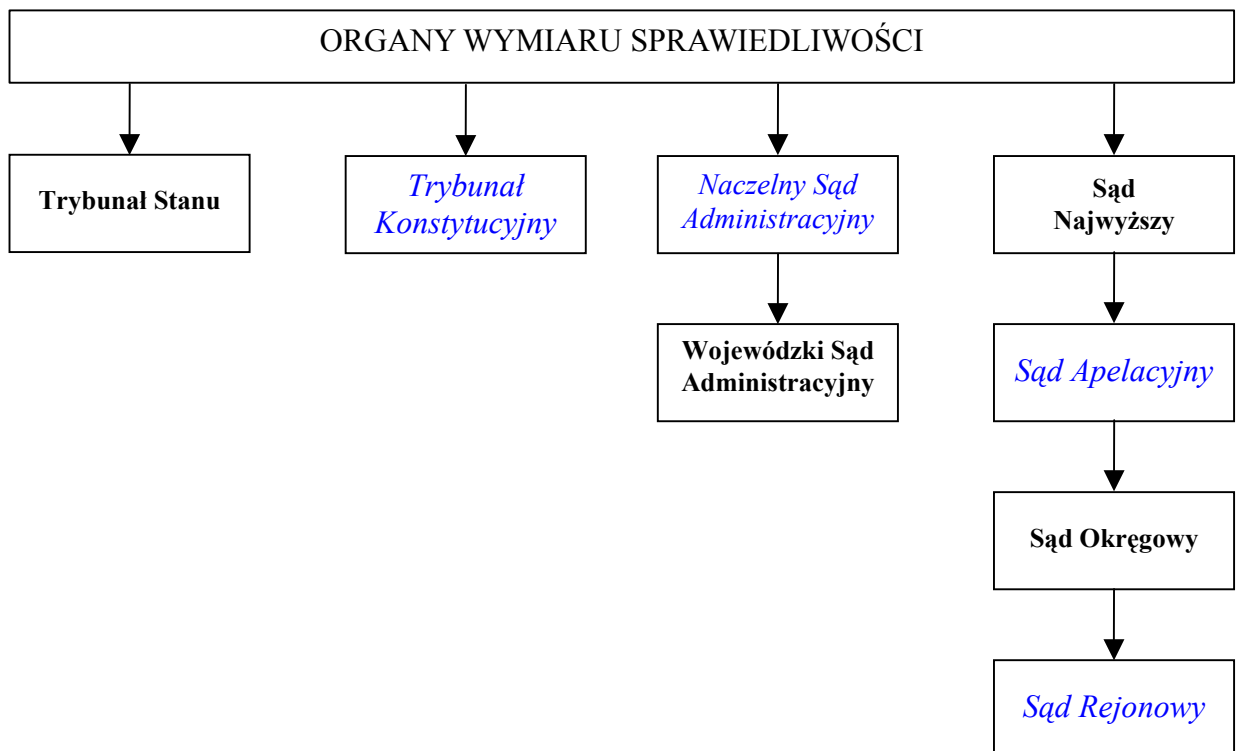 ORGANY WYMIARU SPRAWIEDLIWOŚCI
Trybunał Stanu
Trybunał
Konstytucyjny
Naczelny Sąd
Administracyjny
Sąd
Najwyższy
Wojewódzki Sąd
Administracyjny
Sąd Apelacyjny
Sąd Okręgowy
Sąd Rejonowy